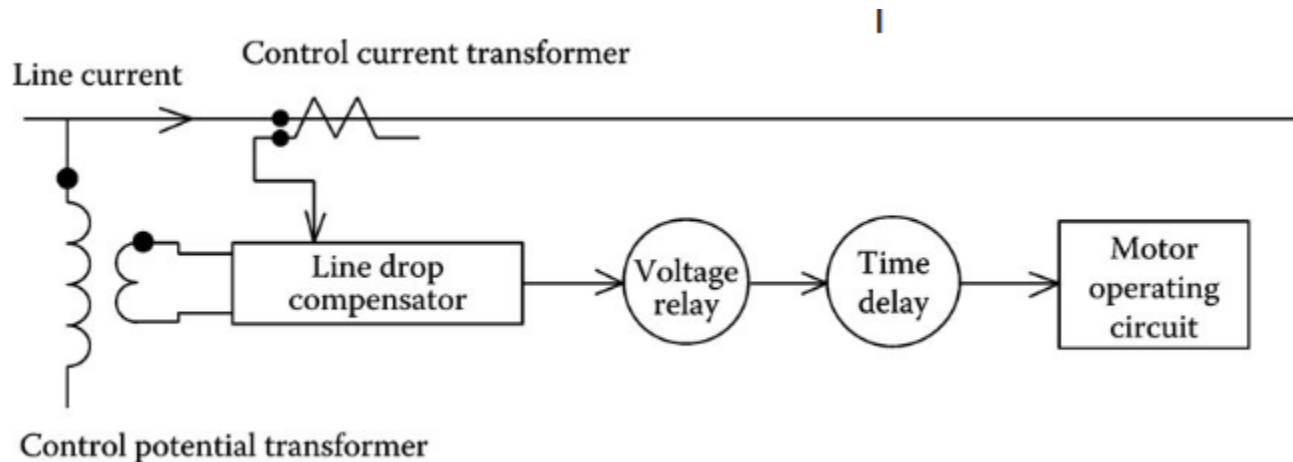 I
Control current transformer
Line current
Line drop
compensator
Voltage
relay
Time
delay
Motor
operating
circuit
Control potential transformer